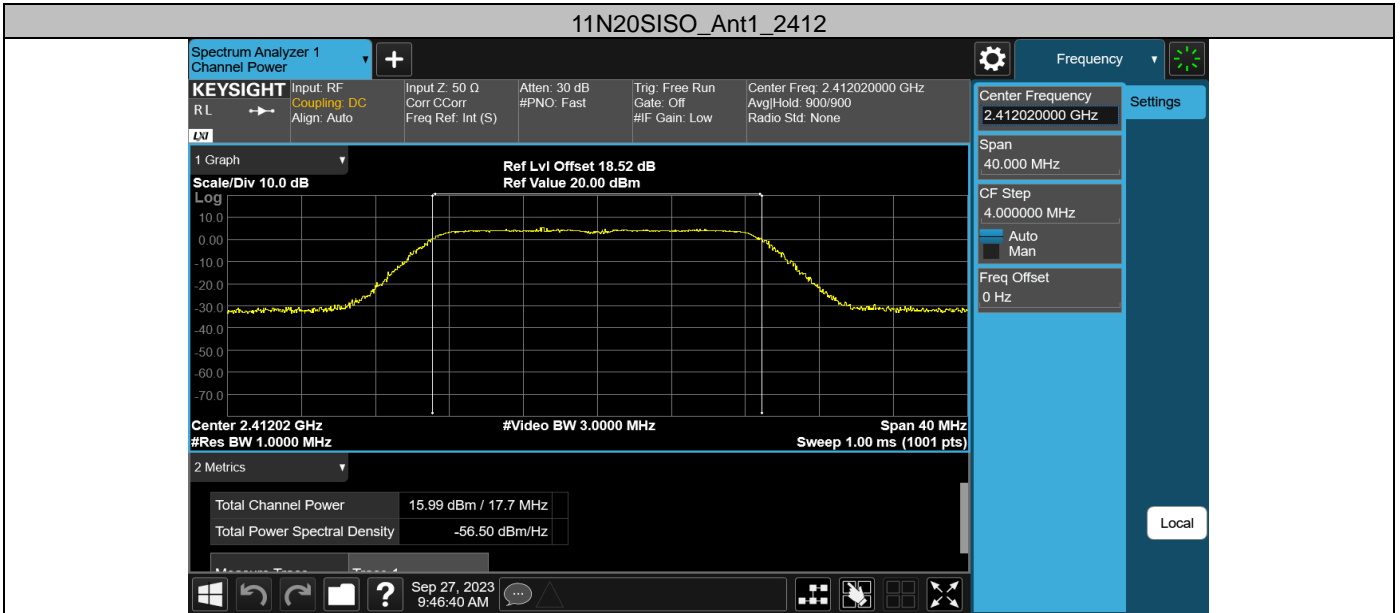 11N20SISO_Ant1_2412
Spectrum Analyzer 1
Channel Power
Frequency
KEYSIGHT
R L
LXI
Input: RF
Coupling: DC
Align: Auto
Input Z: 50 Ω
Corr CCorr
Freq Ref: Int (S)
Atten: 30 dB
#PNO: Fast
Trig: Free Run
Gate: Off
#IF Gain: Low
Center Freq: 2.412020000 GHz
Avg|Hold: 900/900
Radio Std: None
Center Frequency
2.412020000 GHz
Settings
Span
40.000 MHz
CF Step
4.000000 MHz
Auto
Man
Freq Offset
0 Hz
Local
1 Graph
Scale/Div 10.0 dB
Ref Lvl Offset 18.52 dB
Ref Value 20.00 dBm
Log
10.0
0.00
-10.0
-20.0
-30.0
-40.0
-50.0
-60.0
-70.0
Center 2.41202 GHz
#Video BW 3.0000 MHz
Span 40 MHz
#Res BW 1.0000 MHz
Sweep 1.00 ms (1001 pts)
2 Metrics
Total Channel Power 15.99 dBm / 17.7 MHz
Total Power Spectral Density -56.50 dBm/Hz
Measure Trace Trace 1
?
Sep 27, 2023
9:46:40 AM